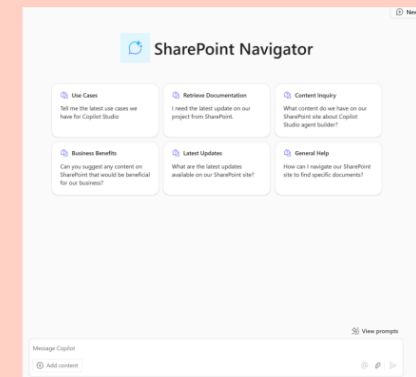 New
SharePoint Navigator
Use Cases
Tell me the latest use cases we
have for Copilot Studio
Retrieve Documentation
I need the latest update on our
project from SharePoint.
Content Inquiry
What content do we have on our
SharePoint site about Copilot
Studio agent builder?
Business Benefits
Can you suggest any content on
SharePoint that would be beneficial
for our business?
Latest Updates
What are the latest updates
available on our SharePoint site?
General Help
How can I navigate our SharePoint
site to find specific documents?
View prompts
Message Copilot
Add content